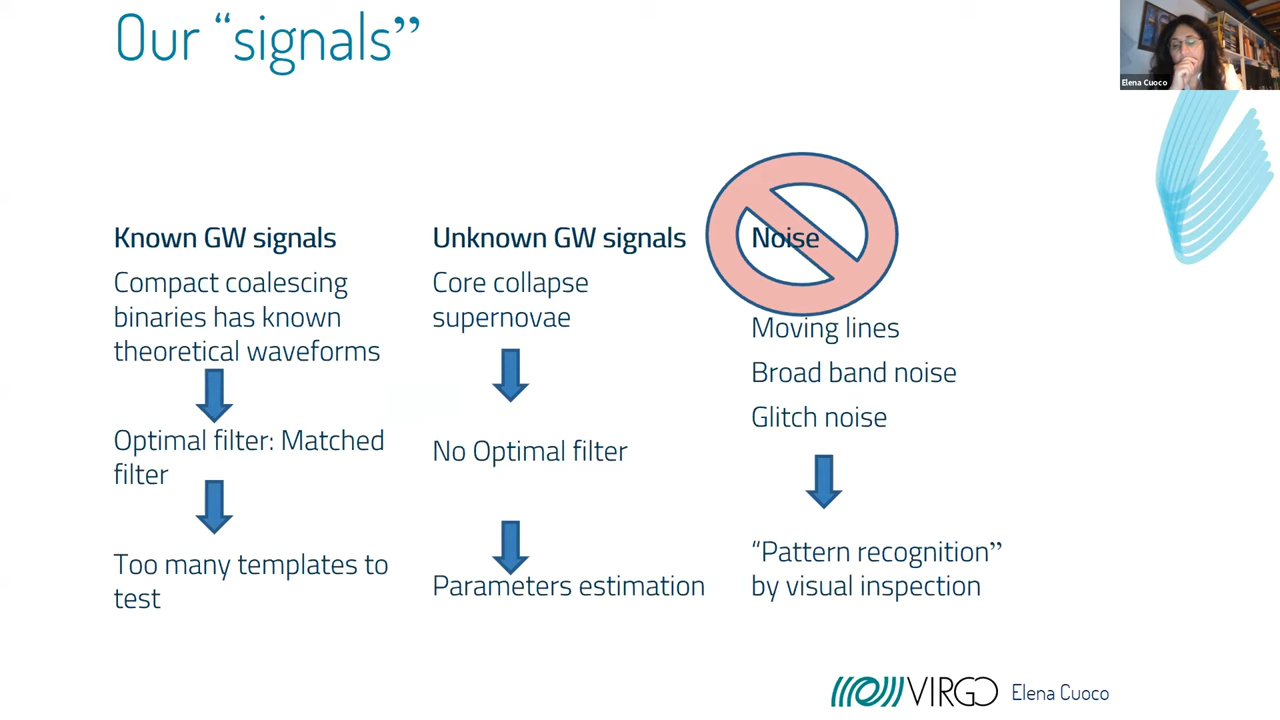 Our “signals”
Elena Cuoco
Known GW signals
Compact coalescing
binaries has known
theoretical waveforms
Optimal filter: Matched
filter
Too many templates to
test
Unknown GW signals
Core collapse
supernovae
No Optimal filter
Parameters estimation
Noise
Moving lines
Broad band noise
Glitch noise
“Pattern recognition”
by visual inspection
VIRGO
Elena Cuoco